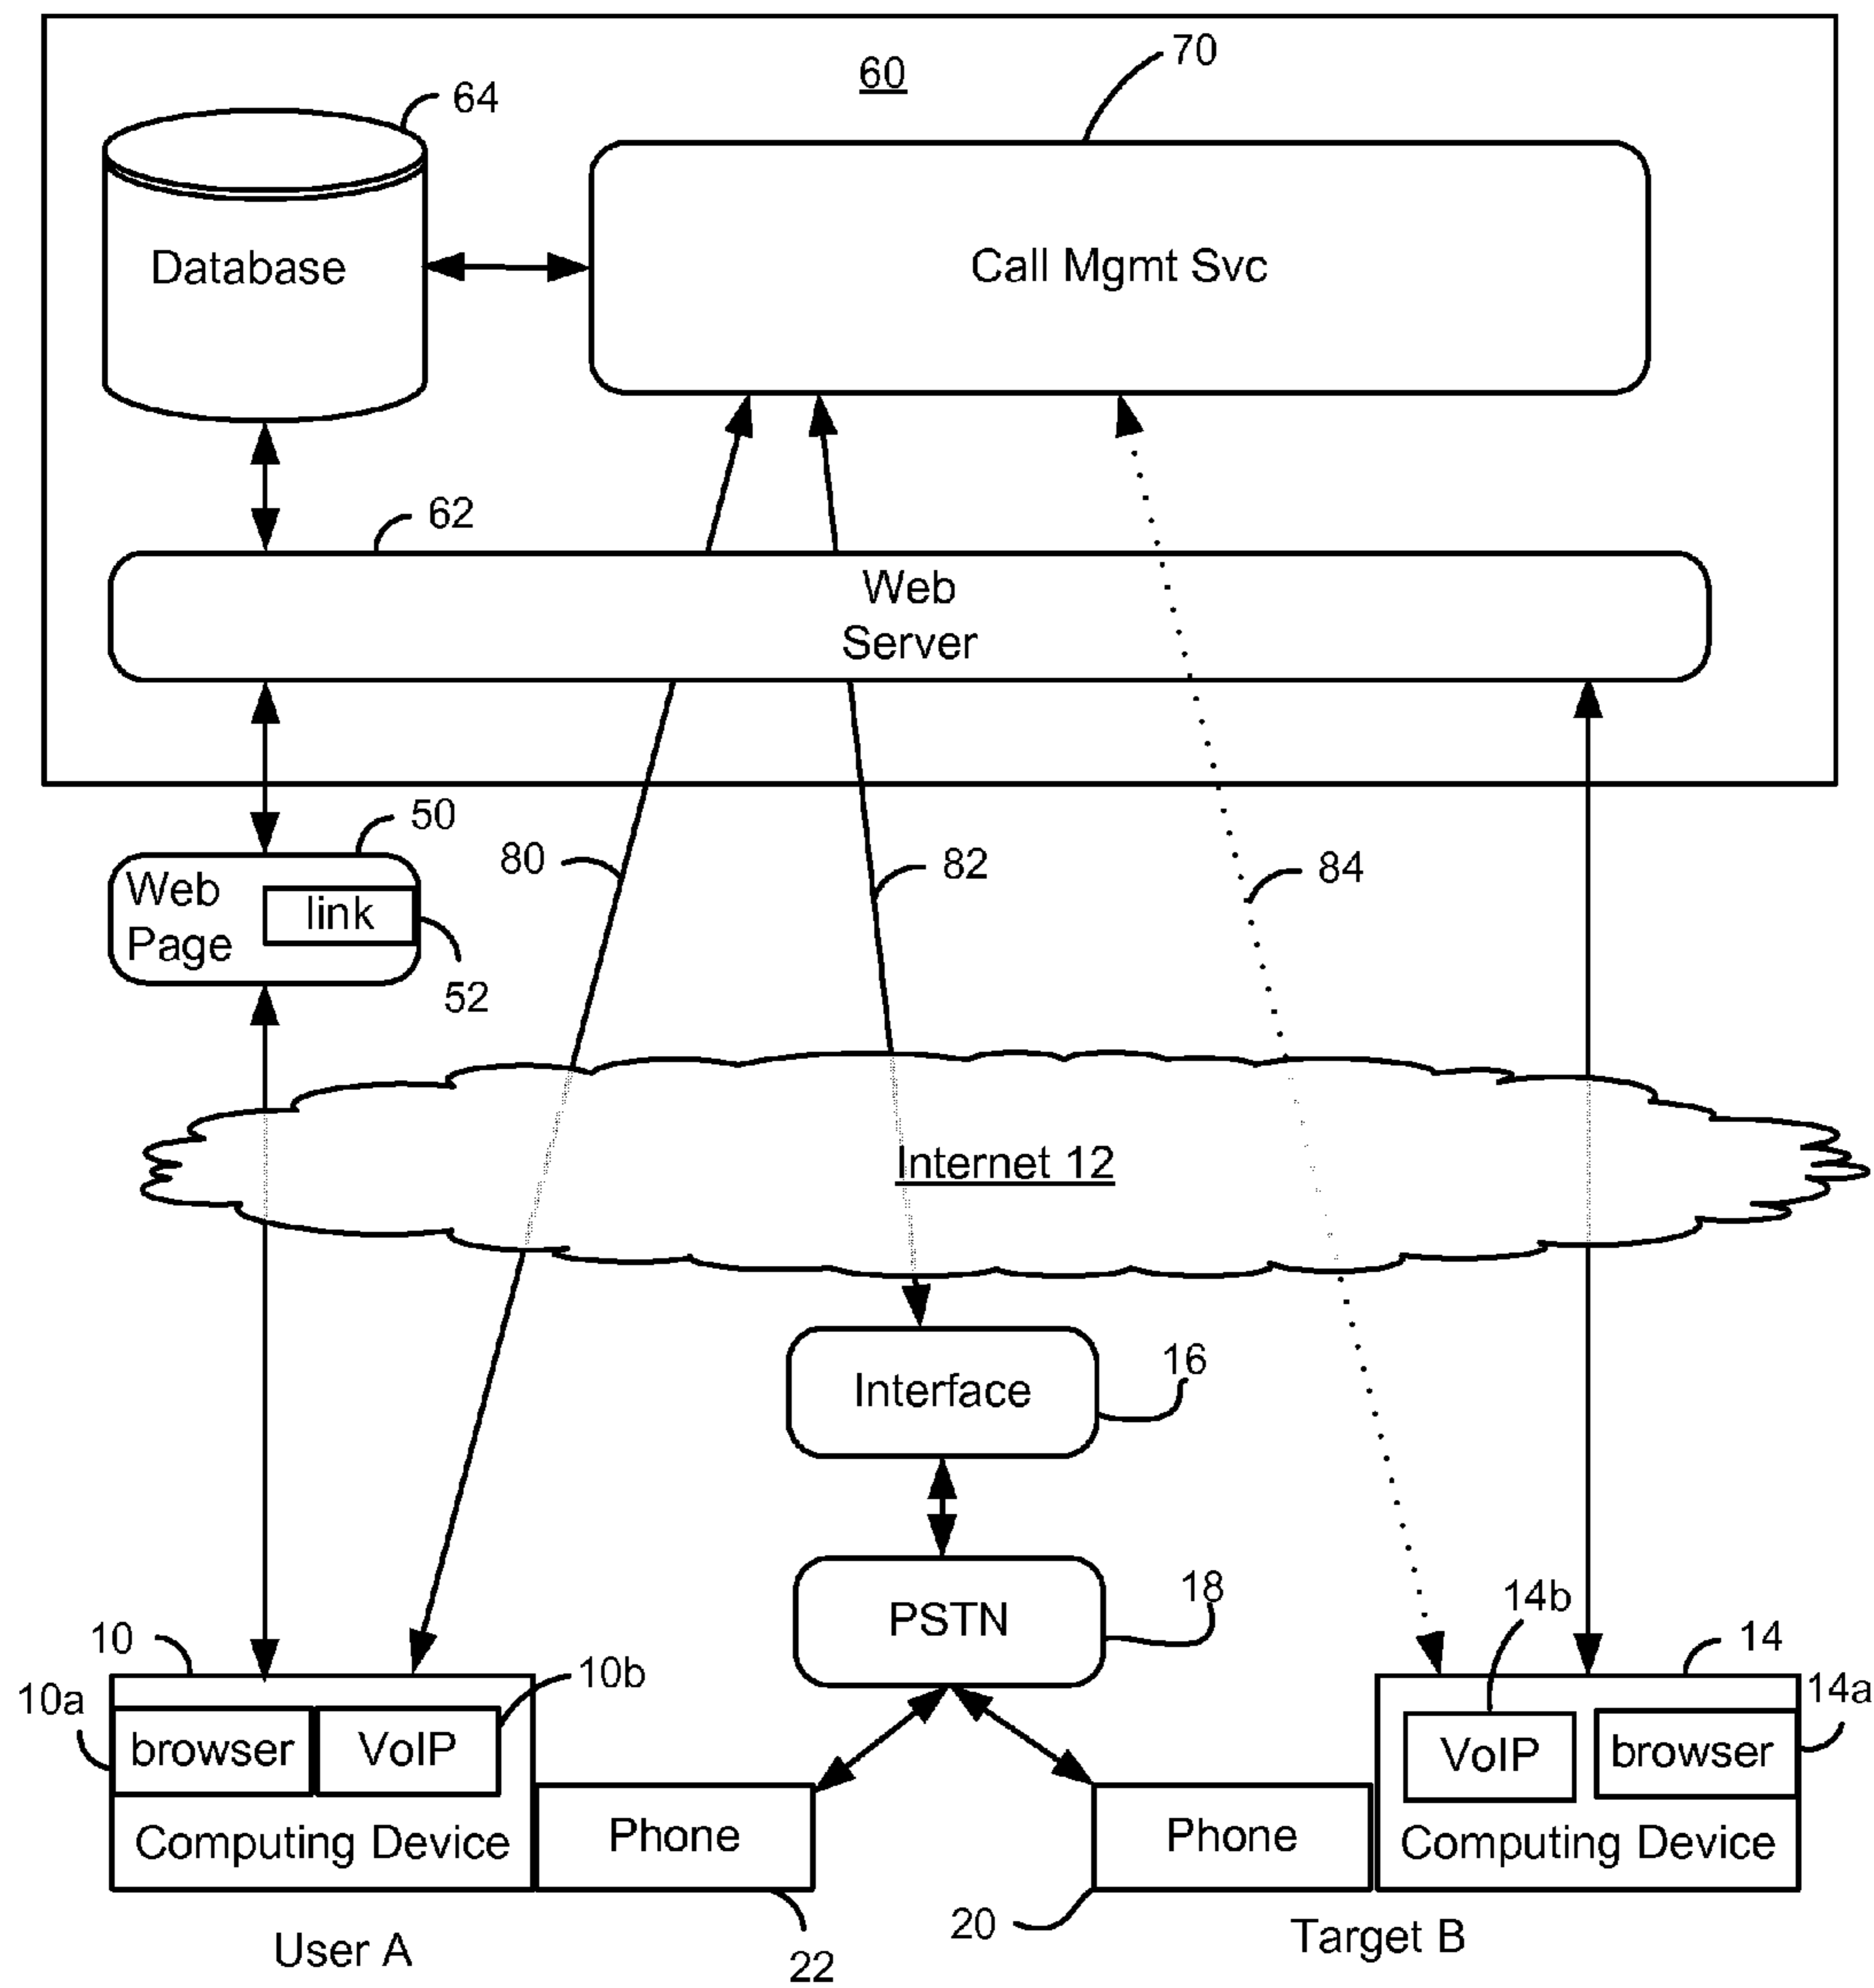 70
60
64
Database
Call Mgmt Svc
62
Web
Server
50
80
82
84
Web
Page
link
52
Internet 12
16
Interface
18
PSTN
14b
10
14
10a
10b
14a
browser
VoIP
VoIP
browser
Computing Device
Phone
Phone
Computing Device
20
User A
22
Target B